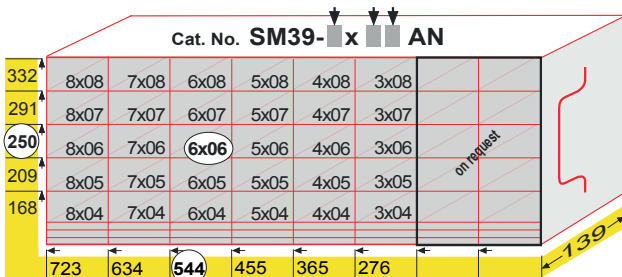 Cat. No. SM39- x AN
332 8x08 7x08 6x08 5x08 4x08 3x08
291 8x07 7x07 6x07 5x07 4x07 3x07
250 8x06 7x06 6x06 5x06 4x06 3x06
on request
209 8x05 7x05 6x05 5x05 4x05 3x05
168 8x04 7x04 6x04 5x04 4x04 3x04
139
723 634 544 455 365 276